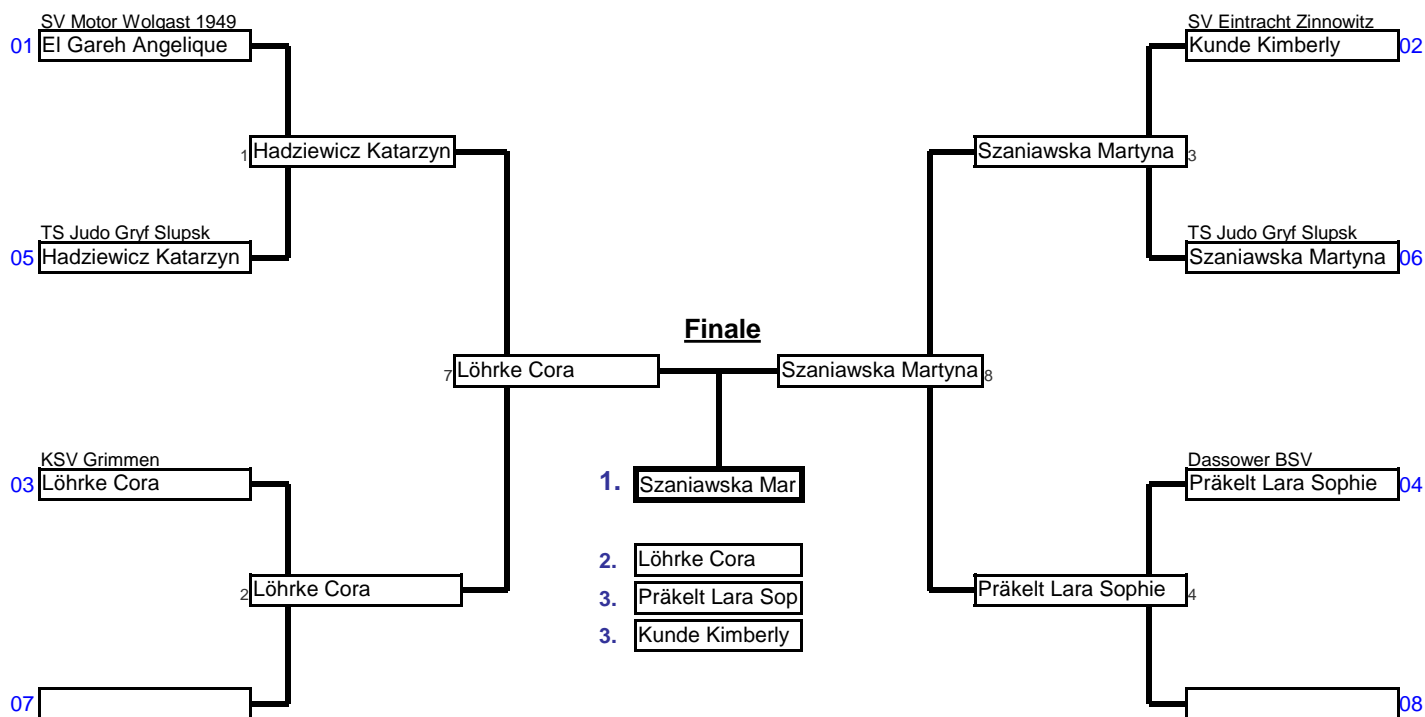 SV Motor Wolgast 1949
01 El Gareh Angelique
SV Eintracht Zinnowitz
Kunde Kimberly 02
1 Hadziewicz Katarzyn
Szaniawska Martyna 3
TS Judo Gryf Slupsk
05 Hadziewicz Katarzyn
TS Judo Gryf Slupsk
Szaniawska Martyna 06
Finale
7 Löhrke Cora
Szaniawska Martyna 8
KSV Grimmen
03 Löhrke Cora
1. Szaniawska Mar
Dassower BSV
Präkelt Lara Sophie 04
2. Löhrke Cora
3. Präkelt Lara Sop
3. Kunde Kimberly
2 Löhrke Cora
Präkelt Lara Sophie 4
07
08